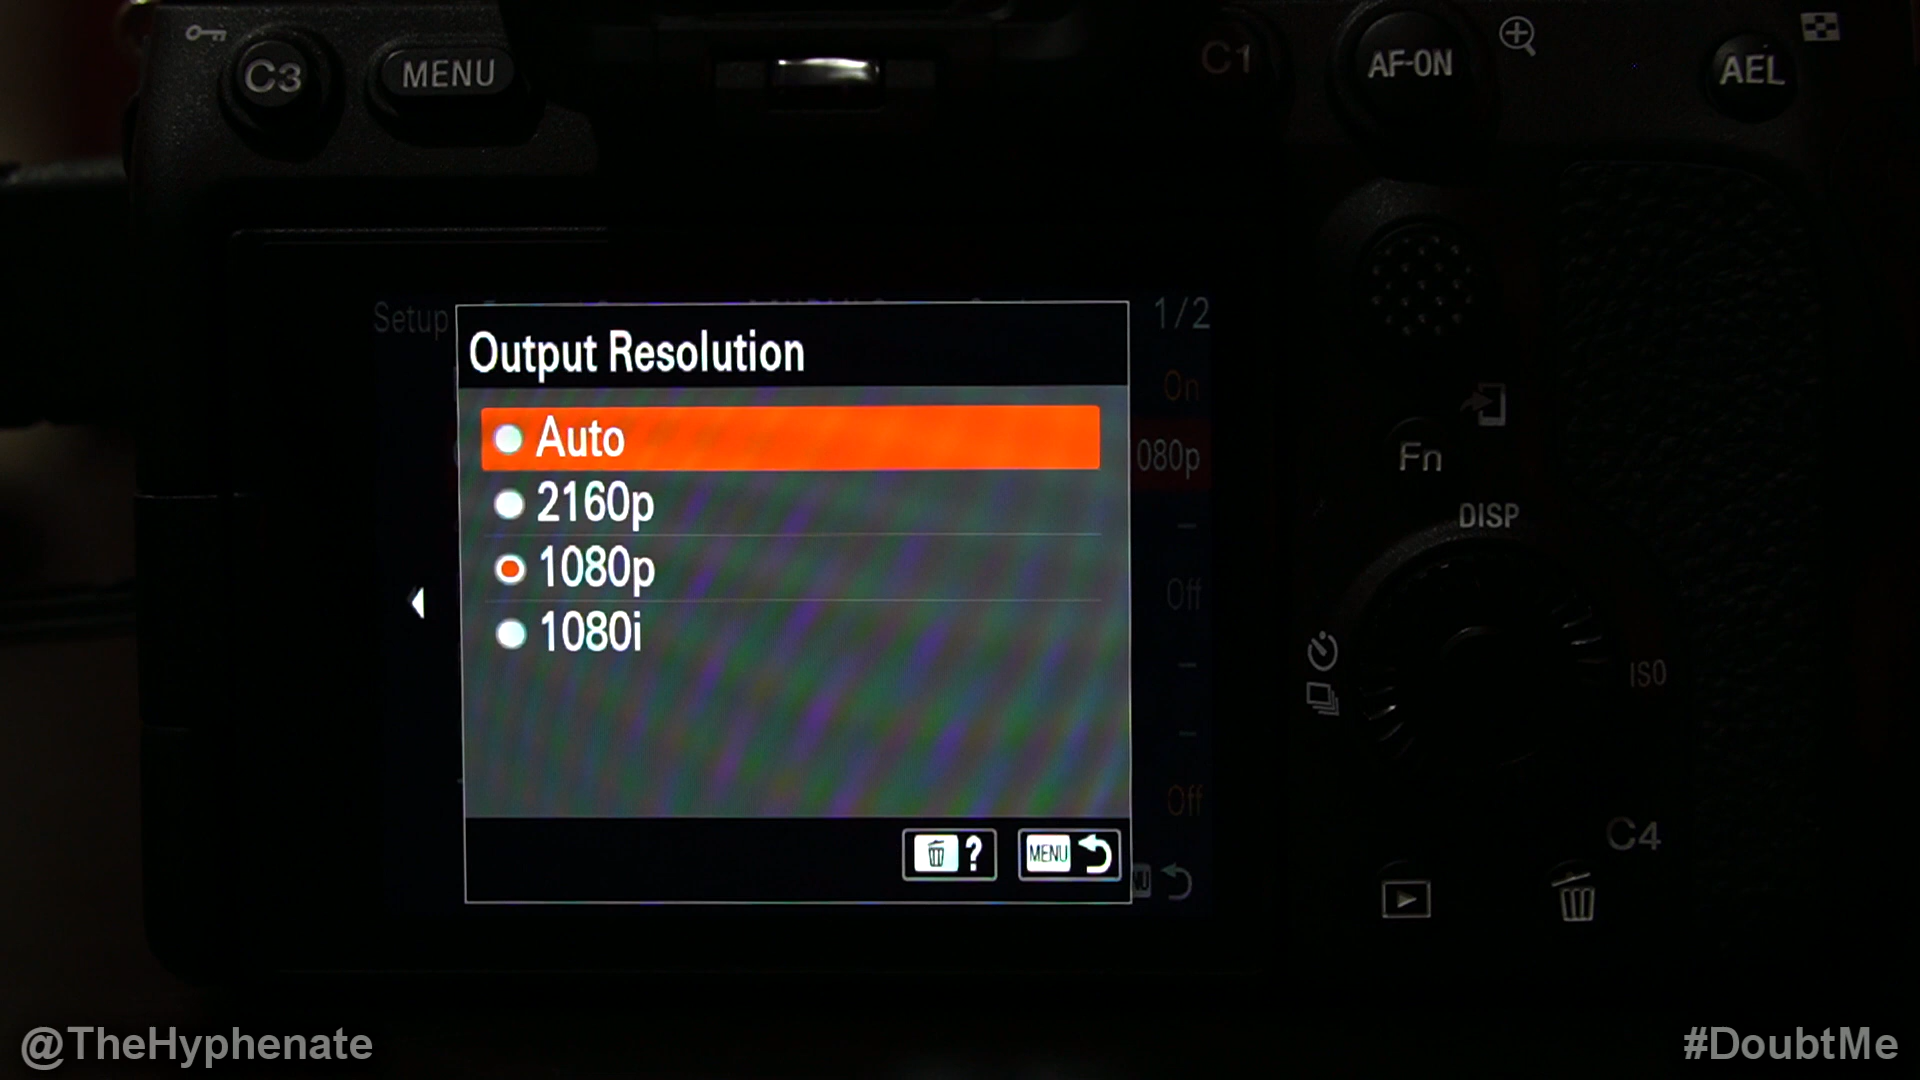 C3
MENU
C1
AF-ON
AEL
Setup
1/2
Output Resolution
On
Auto
080p
2160p
1080p
1080i
Off
Off
?
MENU
Fn
DISP
ISO
C4
@TheHyphenate
#DoubtMe